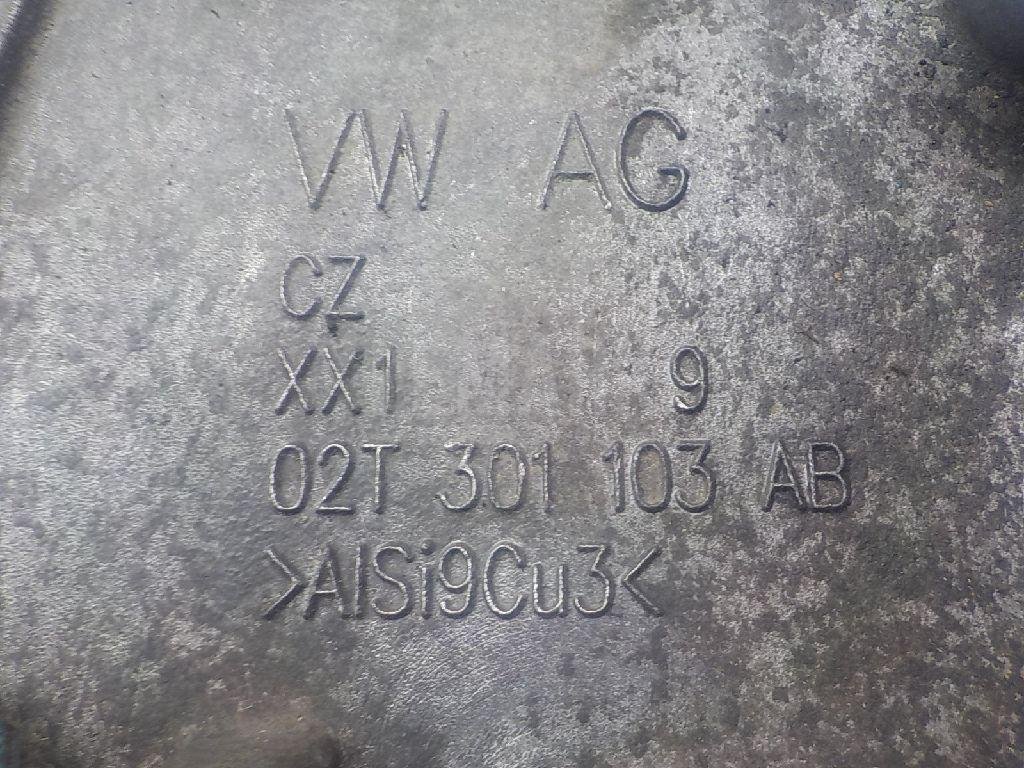 VW AG
CZ
XX1 9
02T 301 103 AB
>AlSi9Cu3<